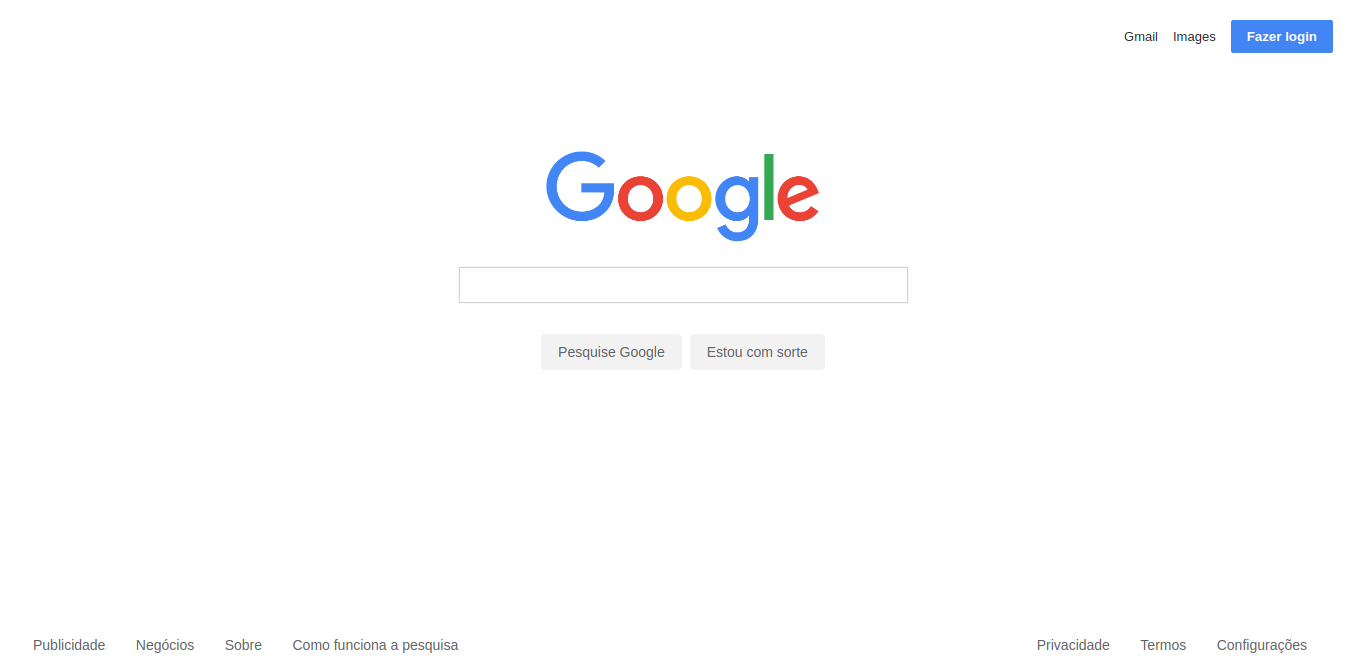 Gmail Images Fazer login
Google
Pesquise Google Estou com sorte
Publicidade Negócios Sobre Como funciona a pesquisa Privacidade Termos Configurações